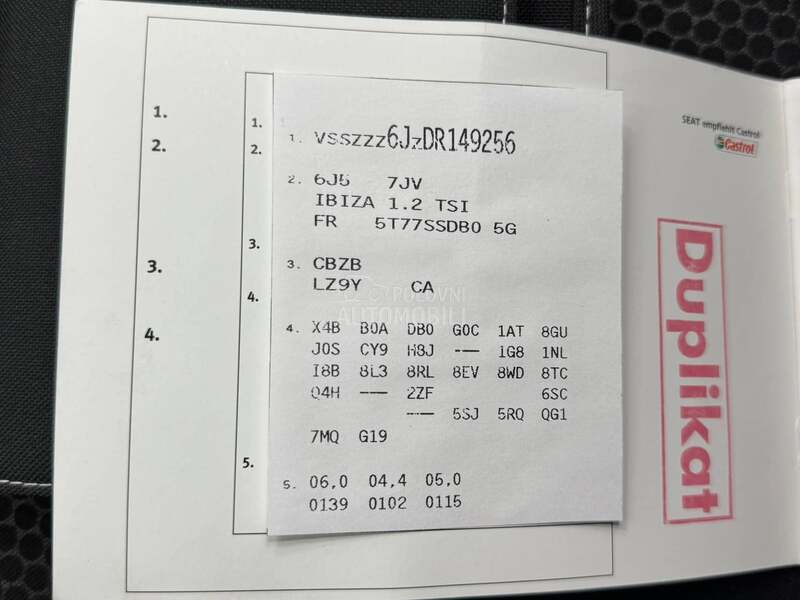 1.
2.
3.
4.
1.
2.
3.
4.
5.
1. VSSZZZ6JzDR149256
2. 6J5 7JV
IBIZA 1.2 TSI
FR 5T77SSDB0 5G
3. CBZB
LZ9Y CA
POLOVNI
AUTOMOBILI
4. X4B B0A DB0 G0C 1AT 8GU
J0S CY9 H8J --- 1G8 1NL
I8B 8L3 8RL 8EV 8WD 8TC
Q4H --- 2ZF 6SC
--- 5SJ 5RQ QG1
7MQ G19
5. 06,0 04,4 05,0
0139 0102 0115
SEAT empfiehlt Castrol
Castrol
Duplikat